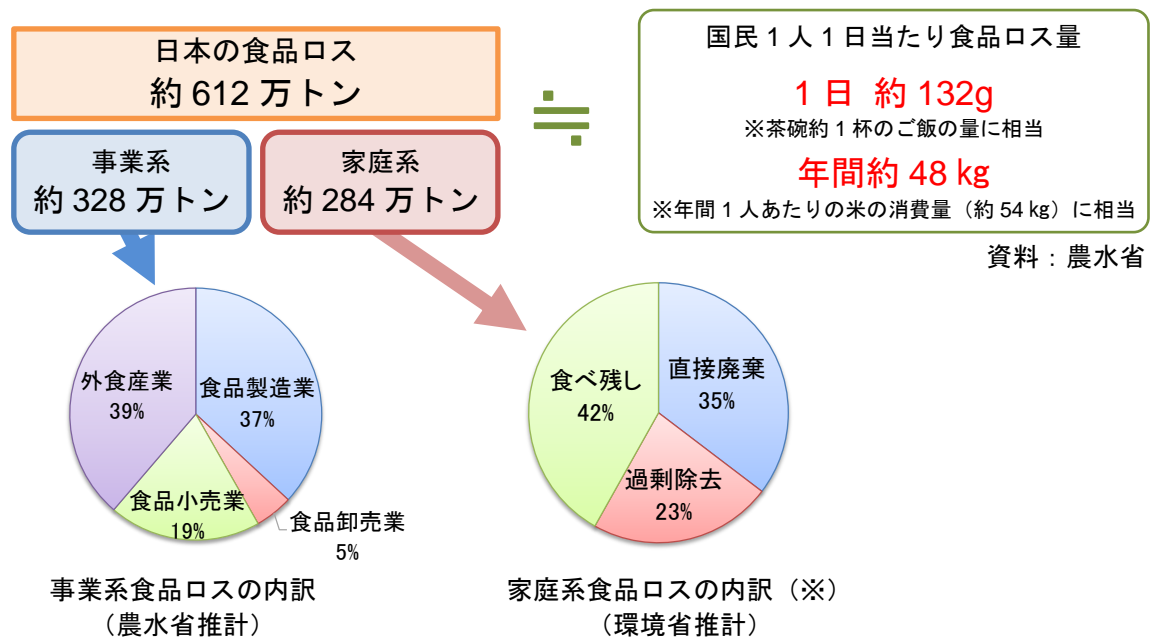 日本の食品ロス
約 612 万トン
事業系
約 328 万トン
家庭系
約 284 万トン
≒
国民 1 人 1 日当たり食品ロス量
1 日 約 132g
※茶碗約 1 杯のご飯の量に相当
年間約 48 ㎏
※年間 1 人あたりの米の消費量（約 54 ㎏）に相当
資料：農水省
外食産業
39%
食品製造業
37%
食品小売業
19%
食品卸売業
5%
事業系食品ロスの内訳
（農水省推計）
食べ残し
42%
直接廃棄
35%
過剰除去
23%
家庭系食品ロスの内訳（※）
（環境省推計）